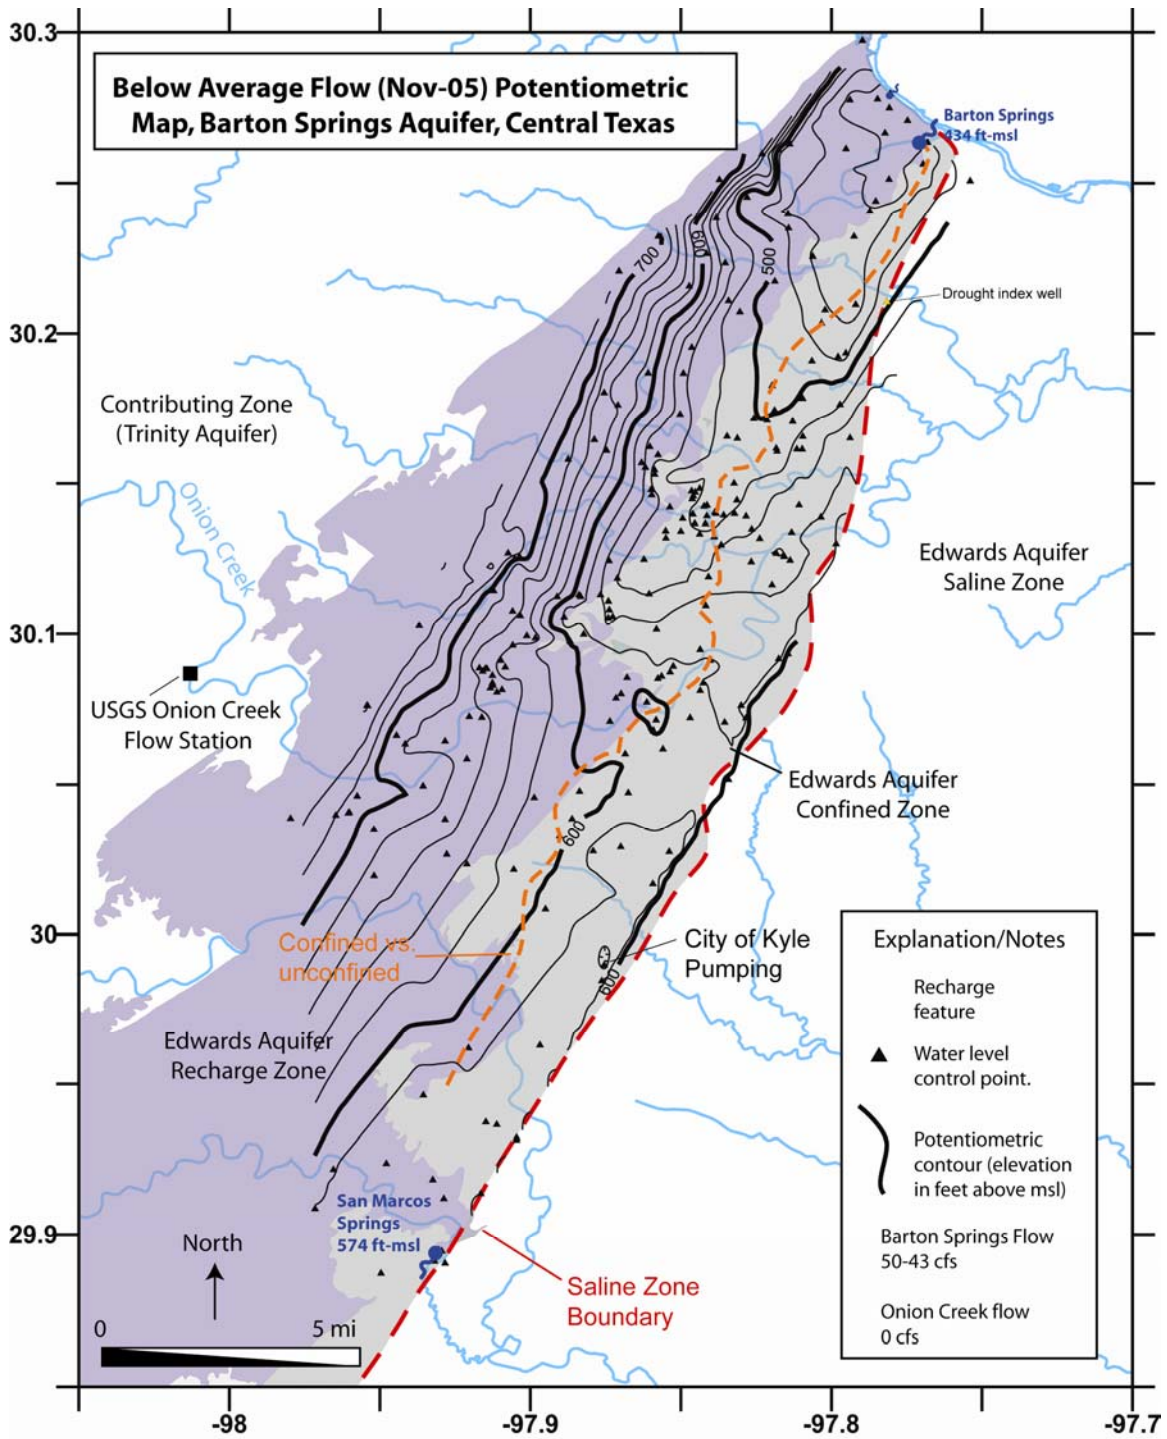 30.3
Below Average Flow (Nov-05) Potentiometric
Map, Barton Springs Aquifer, Central Texas
Barton Springs
434 ft-msl
600
700
500
Drought index well
30.2
Contributing Zone
(Trinity Aquifer)
Onion Creek
Edwards Aquifer
Saline Zone
30.1
USGS Onion Creek
Flow Station
Edwards Aquifer
Confined Zone
600
30
Confined vs.
unconfined
City of Kyle
Pumping
600
Edwards Aquifer
Recharge Zone
Explanation/Notes
Recharge
feature
Water level
control point.
Potentiometric
contour (elevation
in feet above msl)
Barton Springs Flow
50-43 cfs
Onion Creek flow
0 cfs
San Marcos
Springs
574 ft-msl
29.9
North
Saline Zone
Boundary
0 5 mi
-98 -97.9 -97.8 -97.7